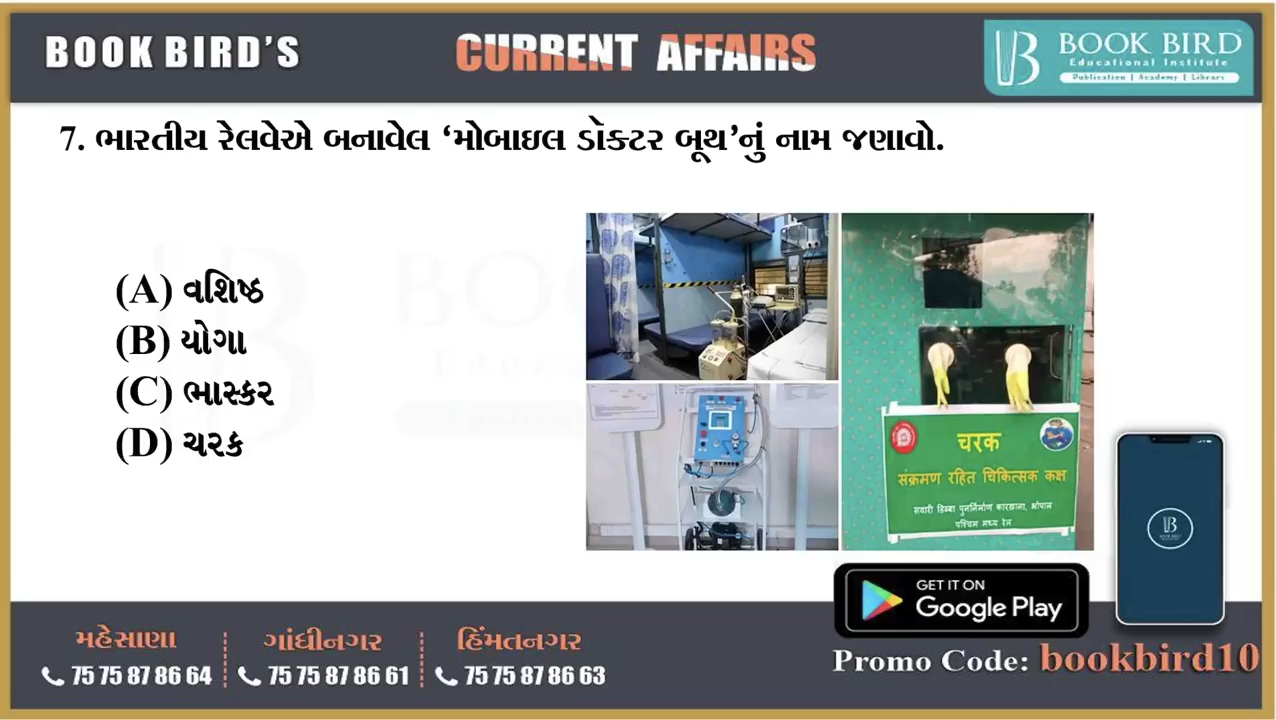 BOOK BIRD'S
CURRENT AFFAIRS
BOOK BIRD
Educational Institute
Publication | Academy | Library
7. ભારતીય રેલવેએ બનાવેલ ‘મોબાઇલ ડૉક્ટર બૂથ’નું નામ જણાવો.
(A) વશિષ્ઠ
(B) યોગા
(C) ભાસ્કર
(D) ચરક
चरक
संक्रमण रहित चिकित्सक कक्ष
सवारी डिब्बा पुनर्निर्माण कारखाना, भोपाल
पश्चिम मध्य रेल
GET IT ON
Google Play
Promo Code: bookbird10
મહેસાણા
75 75 87 86 64
ગાંધીનગર
75 75 87 86 61
હિંમતનગર
75 75 87 86 63